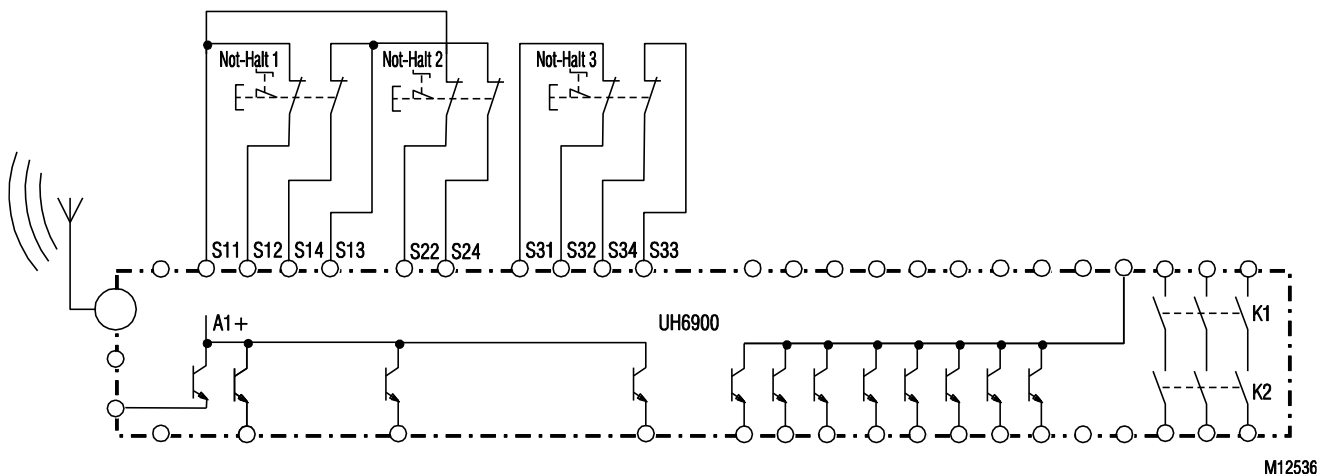 Not-Halt 1
Not-Halt 2
Not-Halt 3
S11 S12 S14 S13 S22 S24 S31 S32 S34 S33
A1+
UH6900
K1
K2
M12536